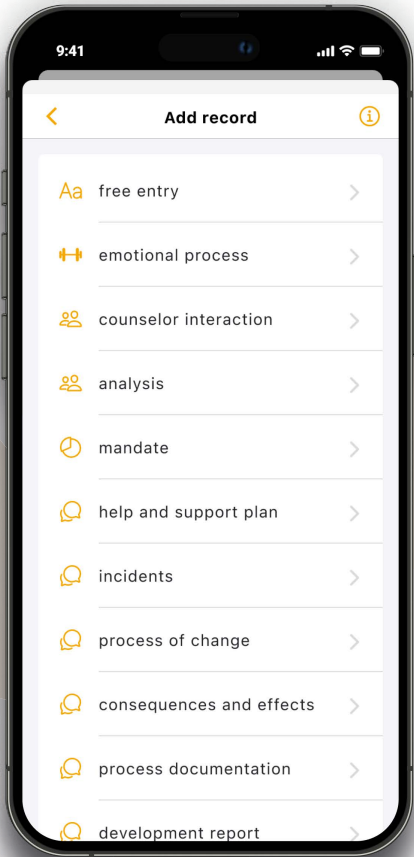 9:41
Add record
Aa free entry
emotional process
counselor interaction
analysis
mandate
help and support plan
incidents
process of change
consequences and effects
process documentation
development report